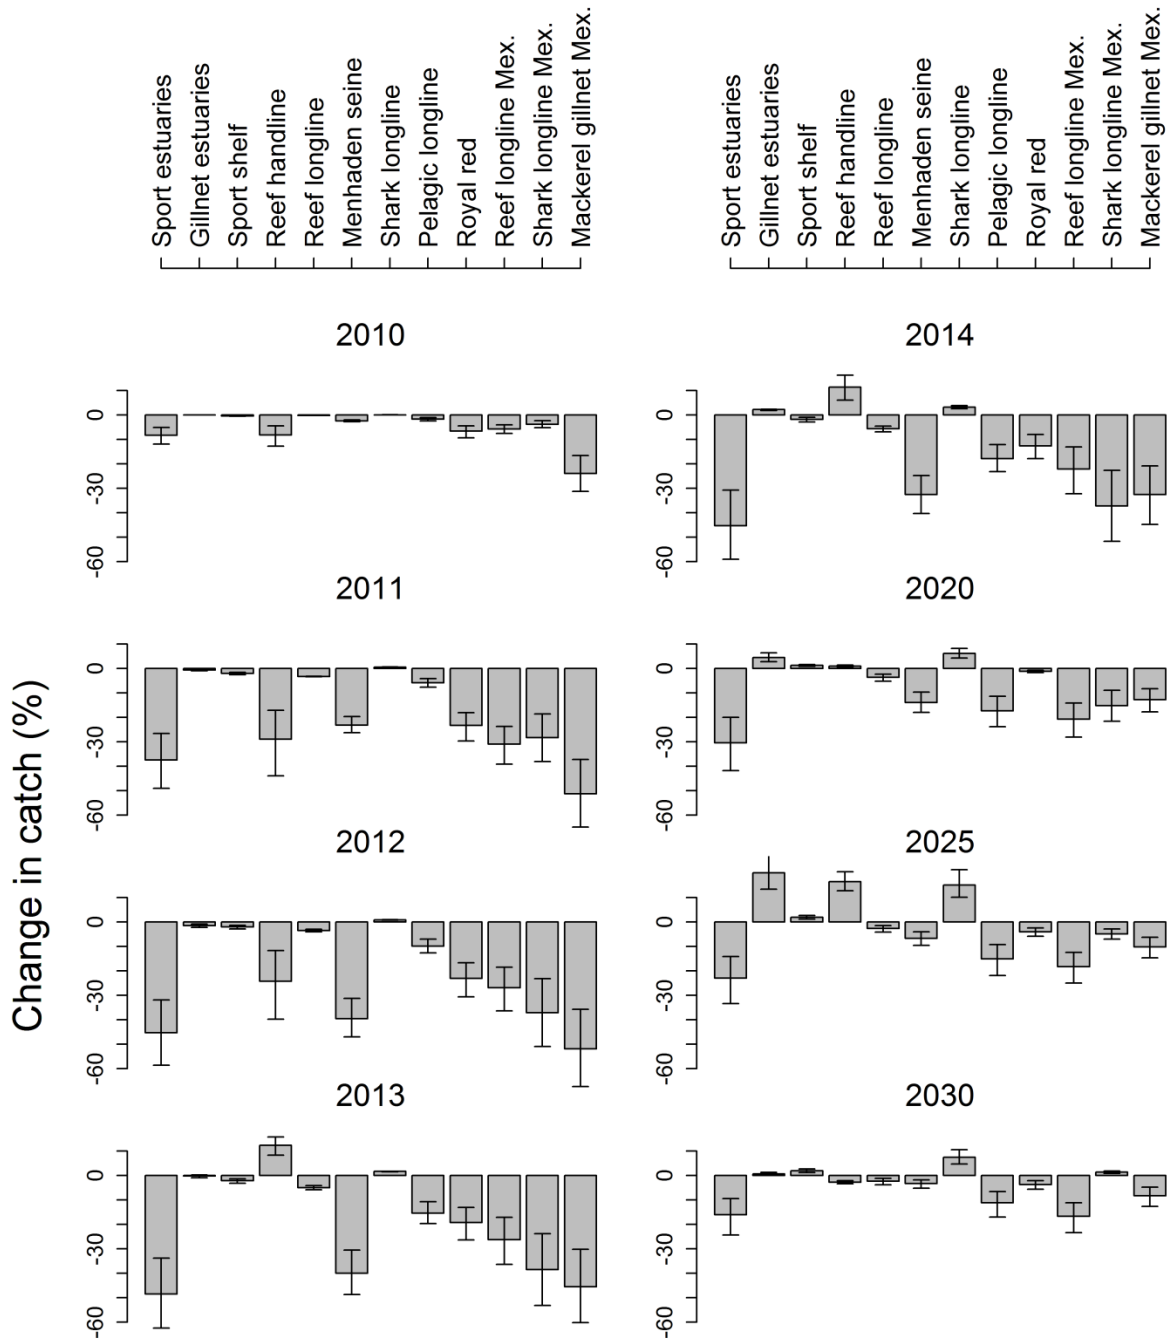 Sport estuaries
Gillnet estuaries
Sport shelf
Reef handline
Reef longline
Menhaden seine
Shark longline
Pelagic longline
Royal red
Reef longline Mex.
Shark longline Mex.
Mackerel gillnet Mex.
Sport estuaries
Gillnet estuaries
Sport shelf
Reef handline
Reef longline
Menhaden seine
Shark longline
Pelagic longline
Royal red
Reef longline Mex.
Shark longline Mex.
Mackerel gillnet Mex.
Change in catch (%)
2010
0
-30
-60
2011
0
-30
-60
2012
0
-30
-60
2013
0
-30
-60
2014
0
-30
-60
2020
0
-30
-60
2025
0
-30
-60
2030
0
-30
-60